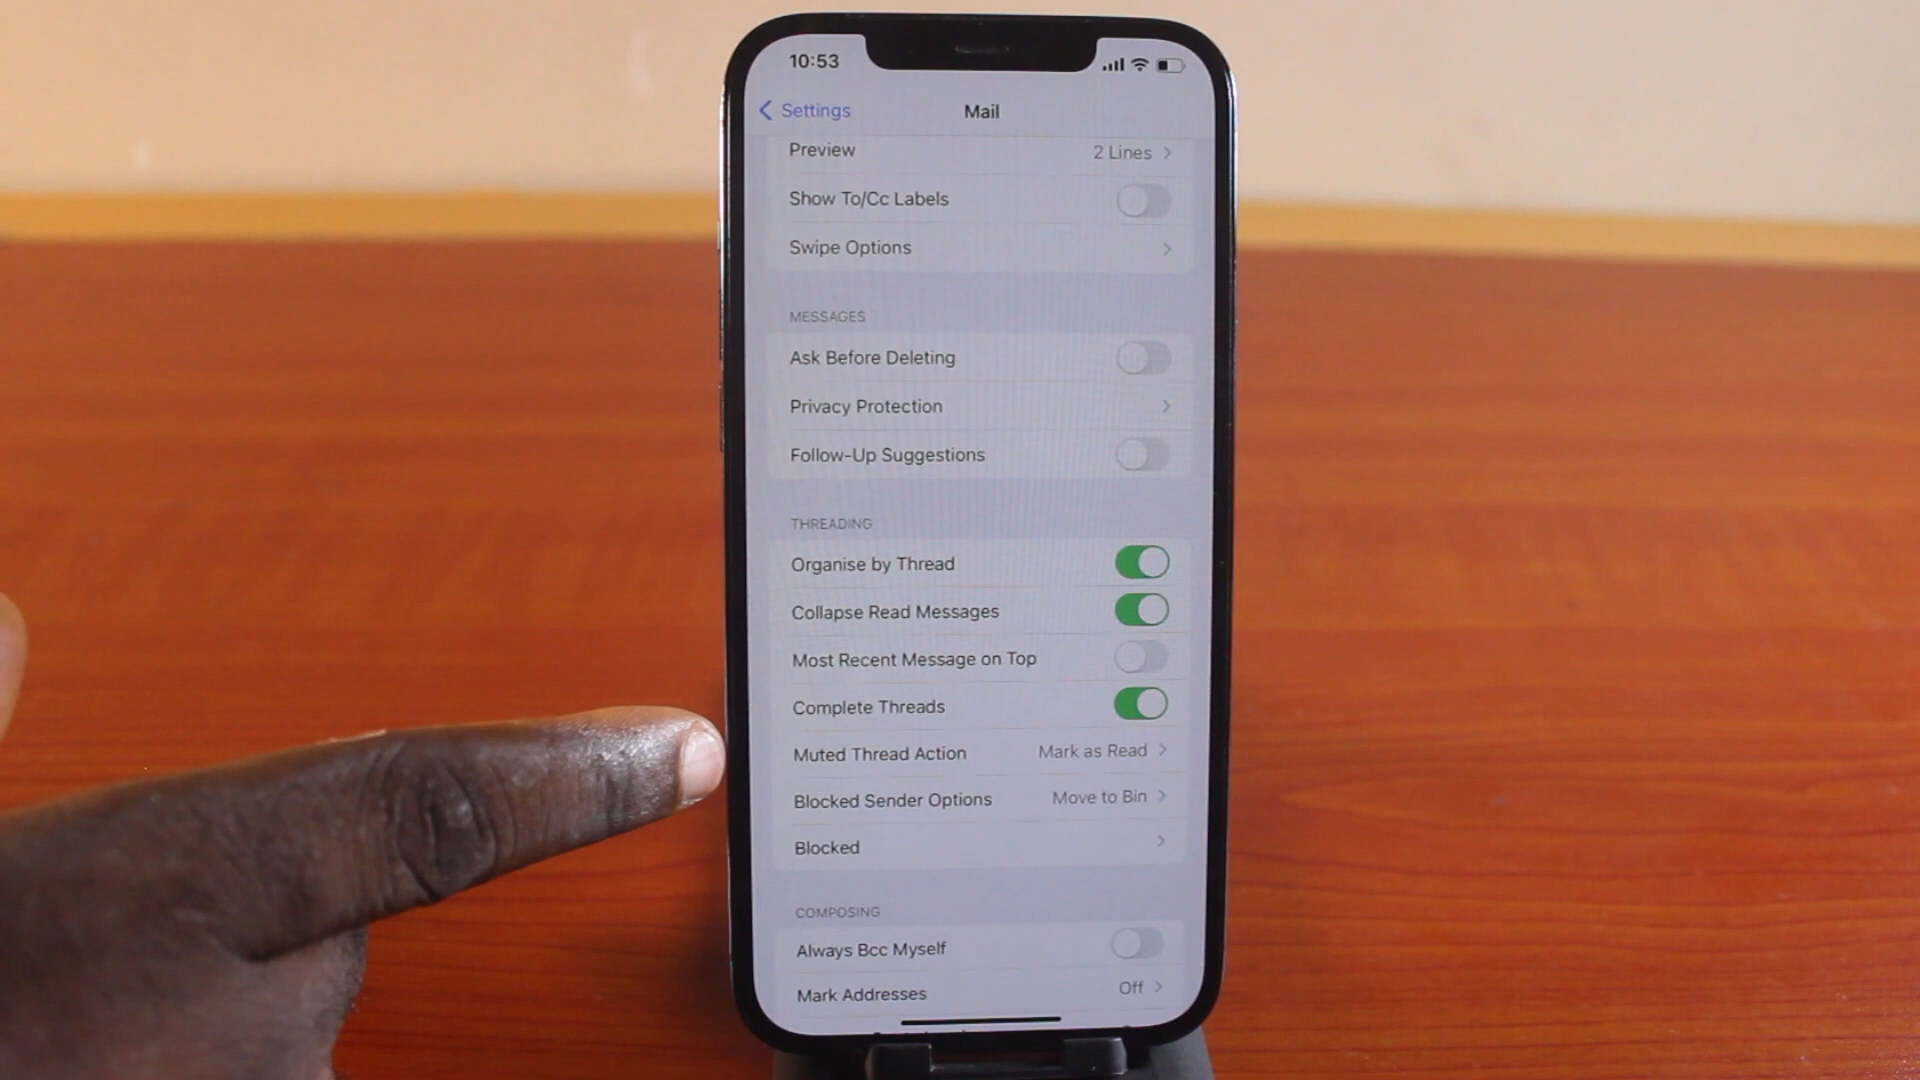 10:53
Settings
Mail
Preview 2 Lines
Show To/Cc Labels
Swipe Options
MESSAGES
Ask Before Deleting
Privacy Protection
Follow-Up Suggestions
THREADING
Organise by Thread
Collapse Read Messages
Most Recent Message on Top
Complete Threads
Muted Thread Action Mark as Read
Blocked Sender Options Move to Bin
Blocked
COMPOSING
Always Bcc Myself
Mark Addresses Off